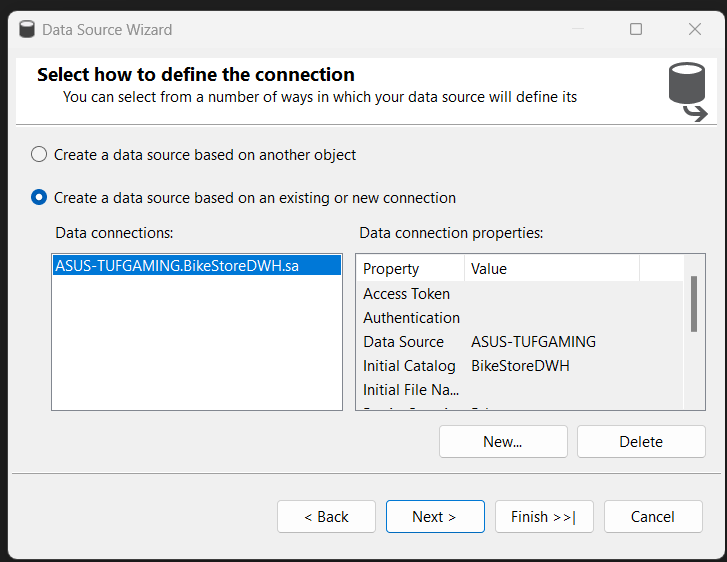 Data Source Wizard
Select how to define the connection
You can select from a number of ways in which your data source will define its
Create a data source based on another object
Create a data source based on an existing or new connection
Data connections:
Data connection properties:
ASUS-TUFGAMING.BikeStoreDWH.sa
Property Value
Access Token
Authentication
Data Source ASUS-TUFGAMING
Initial Catalog BikeStoreDWH
Initial File Na...
New... Delete
< Back Next > Finish >>| Cancel